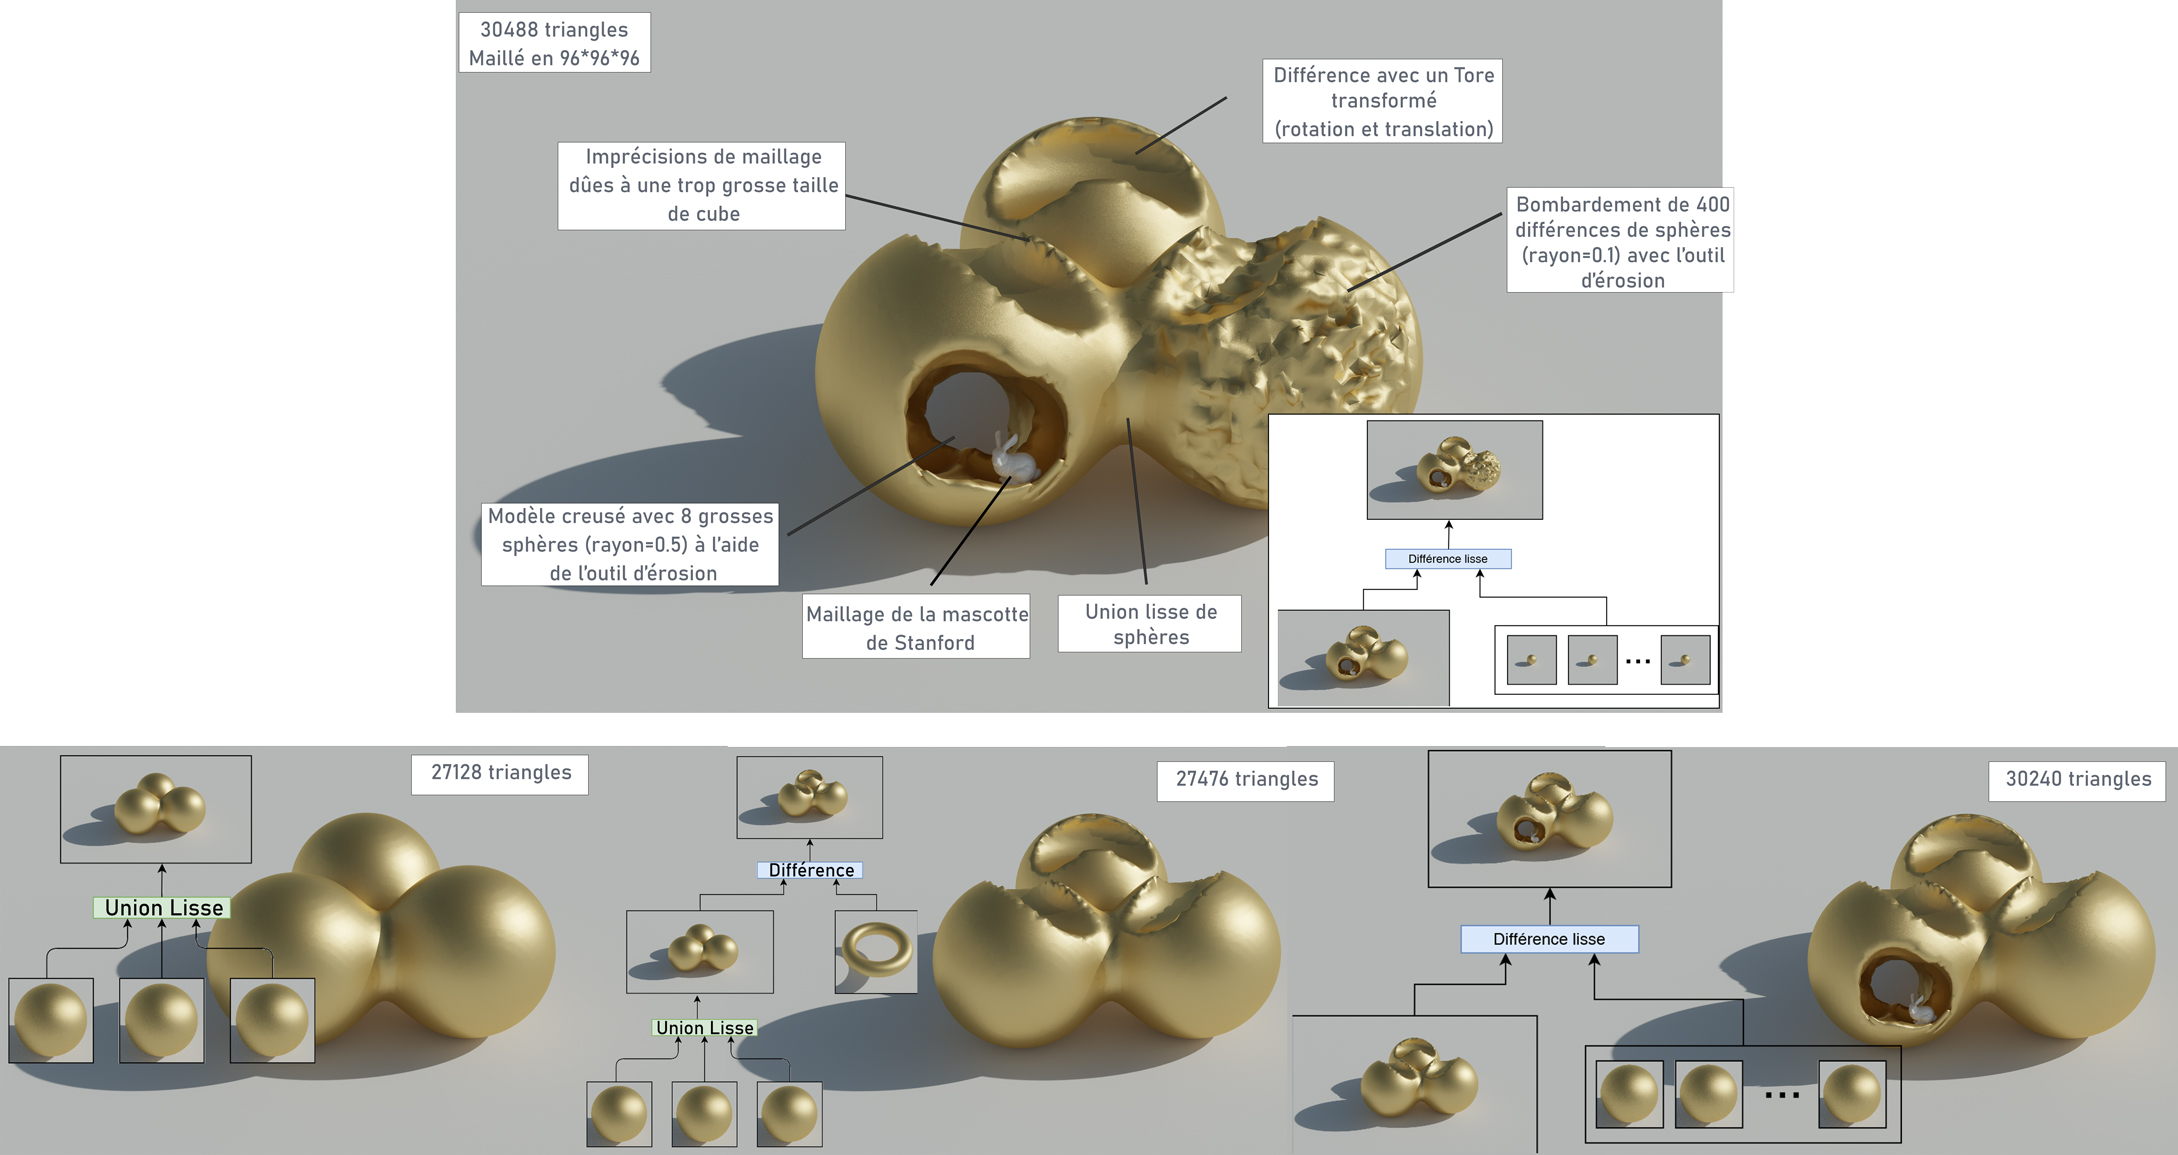 30488 triangles
Maillé en 96*96*96
Différence avec un Tore
transformé
(rotation et translation)
Imprécisions de maillage
dûes à une trop grosse taille
de cube
Bombardement de 400
différences de sphères
(rayon=0.1) avec l'outil
d'érosion
Modèle creusé avec 8 grosses
sphères (rayon=0.5) à l'aide
de l'outil d'érosion
Maillage de la mascotte
de Stanford
Union lisse de
sphères
Différence lisse
...
27128 triangles
Union Lisse
27476 triangles
Différence
Union Lisse
30240 triangles
Différence lisse
...